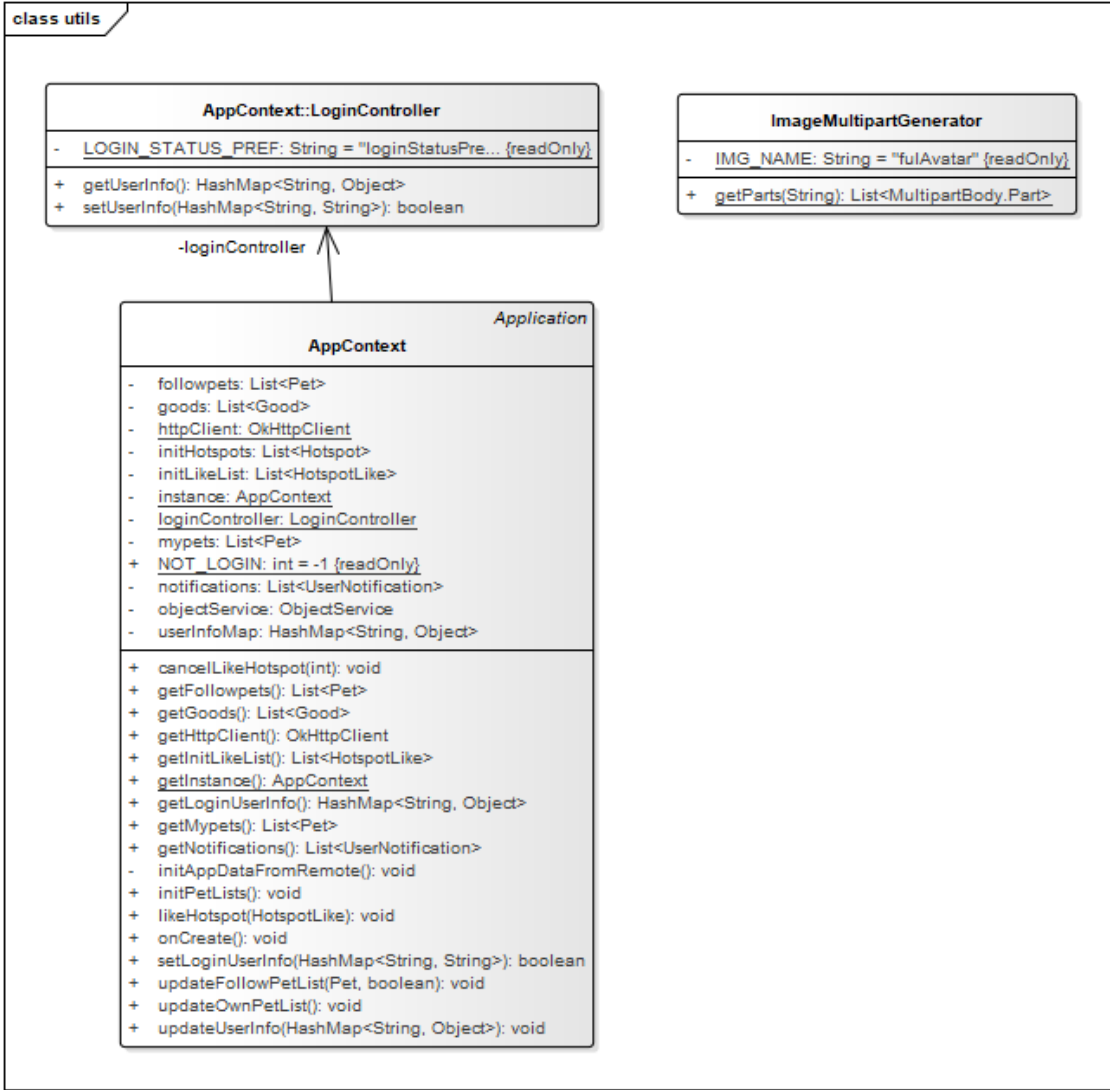 class utils
AppContext::LoginController
- LOGIN_STATUS_PREF: String = "loginStatusPre... {readOnly}
+ getUserInfo(): HashMap<String, Object>
+ setUserInfo(HashMap<String, String>): boolean
ImageMultipartGenerator
- IMG_NAME: String = "fulAvatar" {readOnly}
+ getParts(String): List<MultipartBody.Part>
-loginController
Application
AppContext
- followpets: List<Pet>
- goods: List<Good>
- httpClient: OkHttpClient
- initHotspots: List<Hotspot>
- initLikeList: List<HotspotLike>
- instance: AppContext
- loginController: LoginController
- mypets: List<Pet>
+ NOT_LOGIN: int = -1 {readOnly}
- notifications: List<UserNotification>
- objectService: ObjectService
- userInfoMap: HashMap<String, Object>
+ cancelLikeHotspot(int): void
+ getFollowpets(): List<Pet>
+ getGoods(): List<Good>
+ getHttpClient(): OkHttpClient
+ getInitLikeList(): List<HotspotLike>
+ getInstance(): AppContext
+ getLoginUserInfo(): HashMap<String, Object>
+ getMypets(): List<Pet>
+ getNotifications(): List<UserNotification>
- initAppDataFromRemote(): void
+ initPetLists(): void
+ likeHotspot(HotspotLike): void
+ onCreate(): void
+ setLoginUserInfo(HashMap<String, String>): boolean
+ updateFollowPetList(Pet, boolean): void
+ updateOwnPetList(): void
+ updateUserInfo(HashMap<String, Object>): void